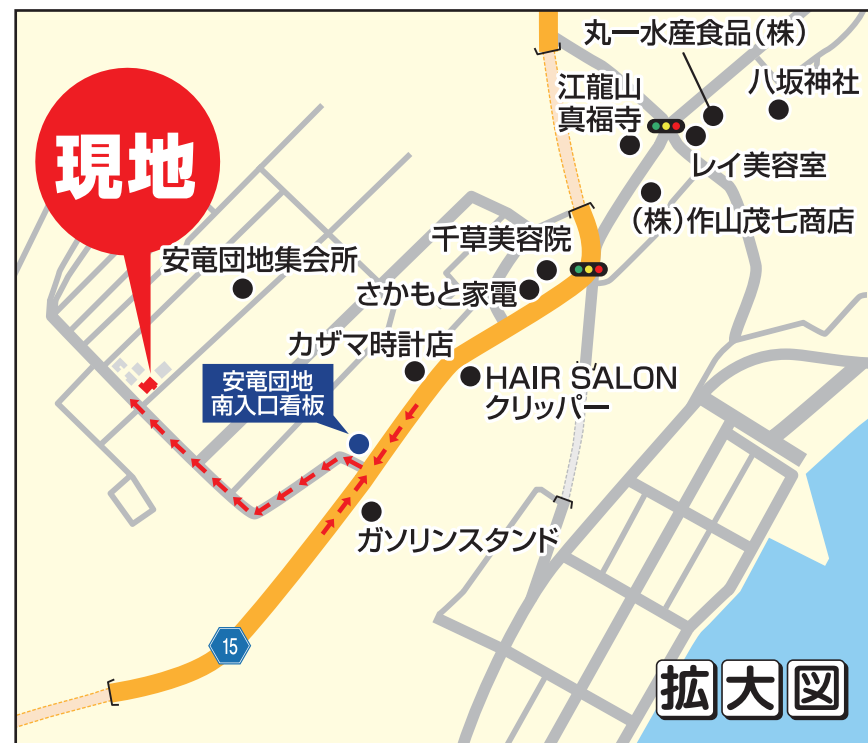 丸一水産食品(株)
江龍山
真福寺
八坂神社
レイ美容室
(株)作山茂七商店
現地
千草美容院
安竜団地集会所
さかもと家電
カザマ時計店
安竜団地
南入口看板
HAIR SALON
クリッパー
ガソリンスタンド
15
拡大図